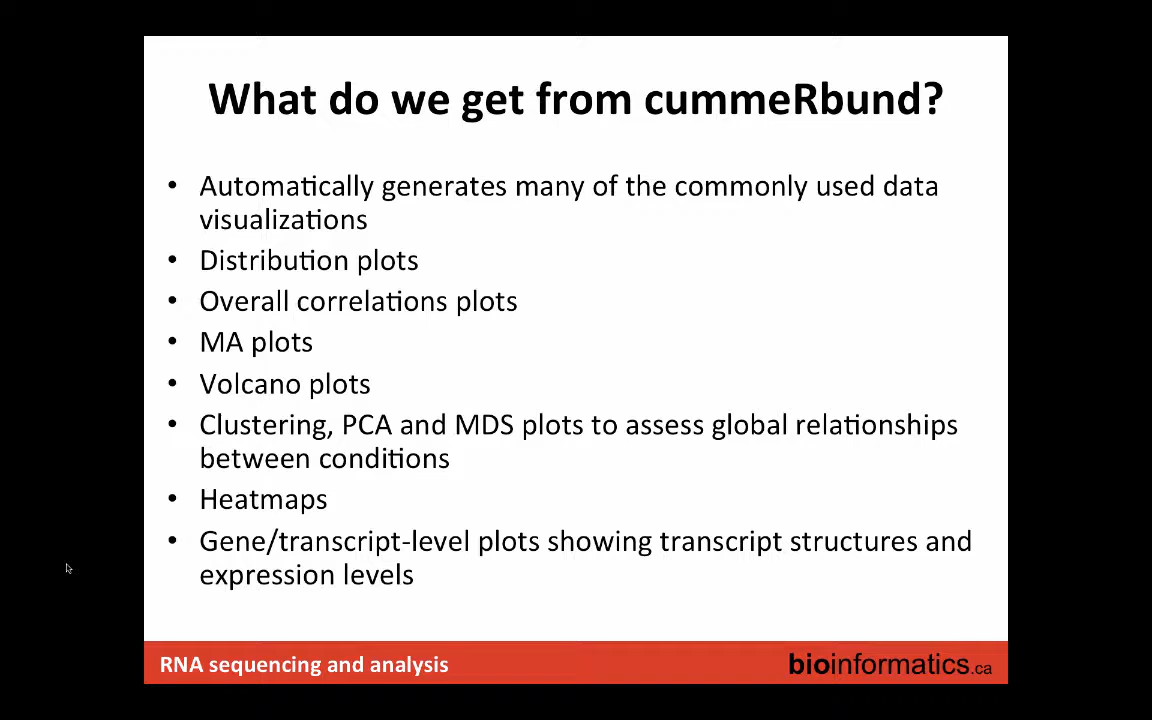 What do we get from cummeRbund?
• Automatically generates many of the commonly used data
visualizations
• Distribution plots
• Overall correlations plots
• MA plots
• Volcano plots
• Clustering, PCA and MDS plots to assess global relationships
between conditions
• Heatmaps
• Gene/transcript-level plots showing transcript structures and
expression levels
RNA sequencing and analysis
bioinformatics.ca